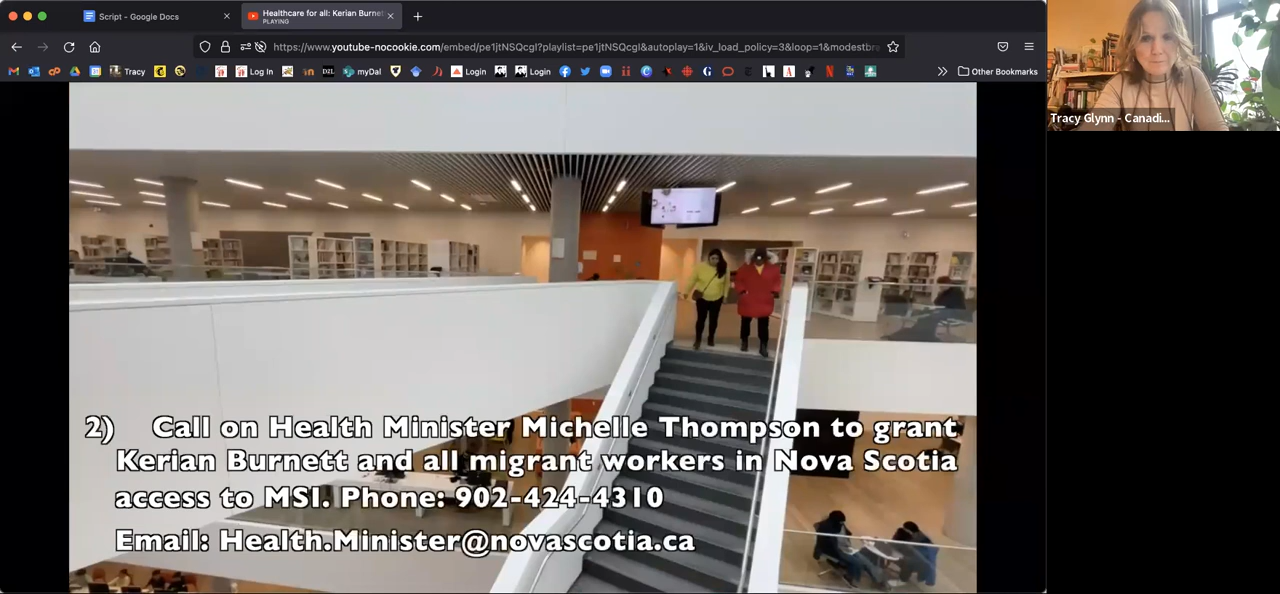 Script - Google Docs
Healthcare for all: Kerian Burnet
PLAYING
https://www.youtube-nocookie.com/embed/pe1jtNSQcgI?playlist=pe1jtNSQcgI&autoplay=1&iv_load_policy=3&loop=1&modestbra
Tracy
Log In
D2L
myDal
Login
Login
Other Bookmarks
Tracy Glynn - Canadi...
2) Call on Health Minister Michelle Thompson to grant
Kerian Burnett and all migrant workers in Nova Scotia
access to MSI. Phone: 902-424-4310
Email: Health.Minister@novascotia.ca